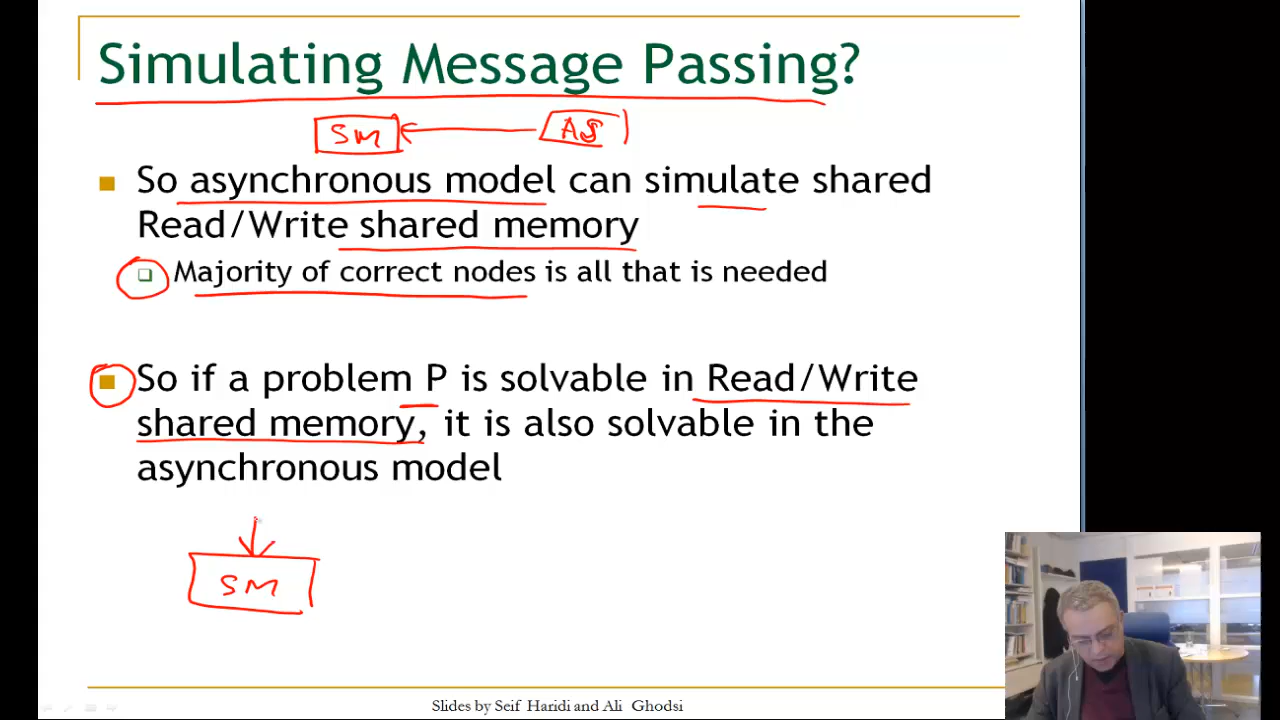 Simulating Message Passing?
SM AS
So asynchronous model can simulate shared
Read/Write shared memory
Majority of correct nodes is all that is needed
So if a problem P is solvable in Read/Write
shared memory, it is also solvable in the
asynchronous model
SM
Slides by Seif Haridi and Ali Ghodsi